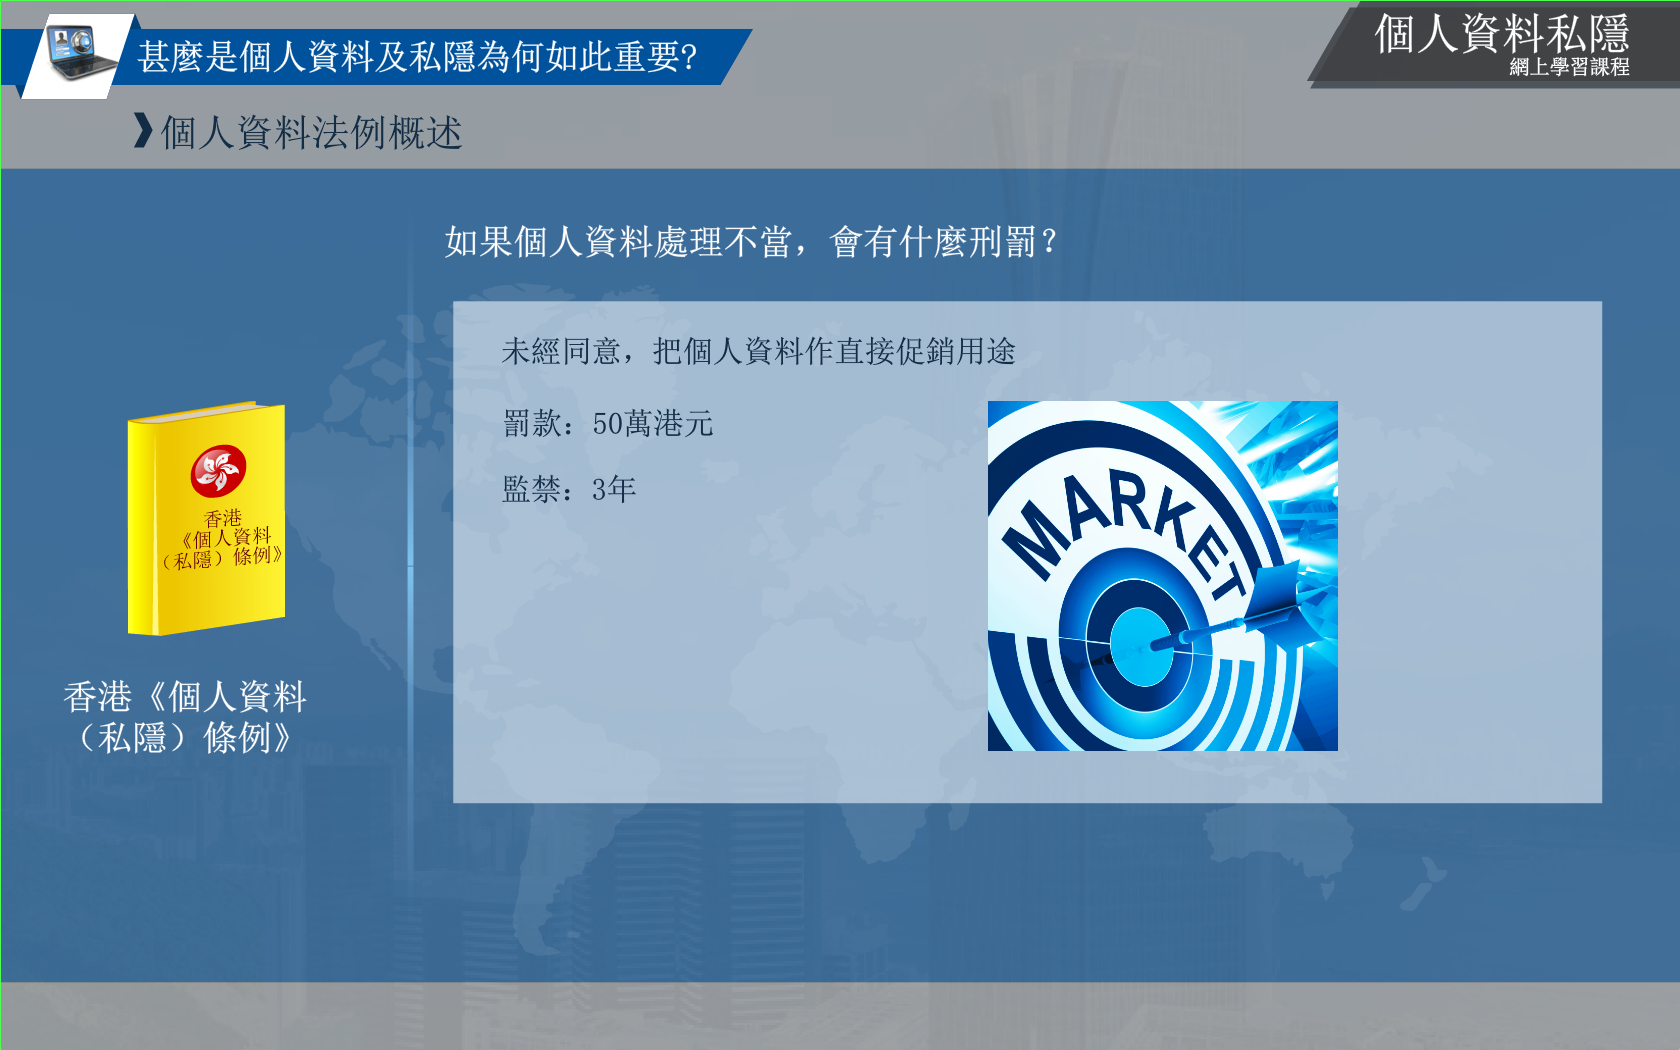 甚麼是個人資料及私隱為何如此重要?
個人資料私隱
網上學習課程
個人資料法例概述
如果個人資料處理不當，會有什麼刑罰？
未經同意，把個人資料作直接促銷用途
罰款：50萬港元
監禁：3年
MARKET
香港
《個人資料
（私隱）條例》
香港《個人資料
（私隱）條例》